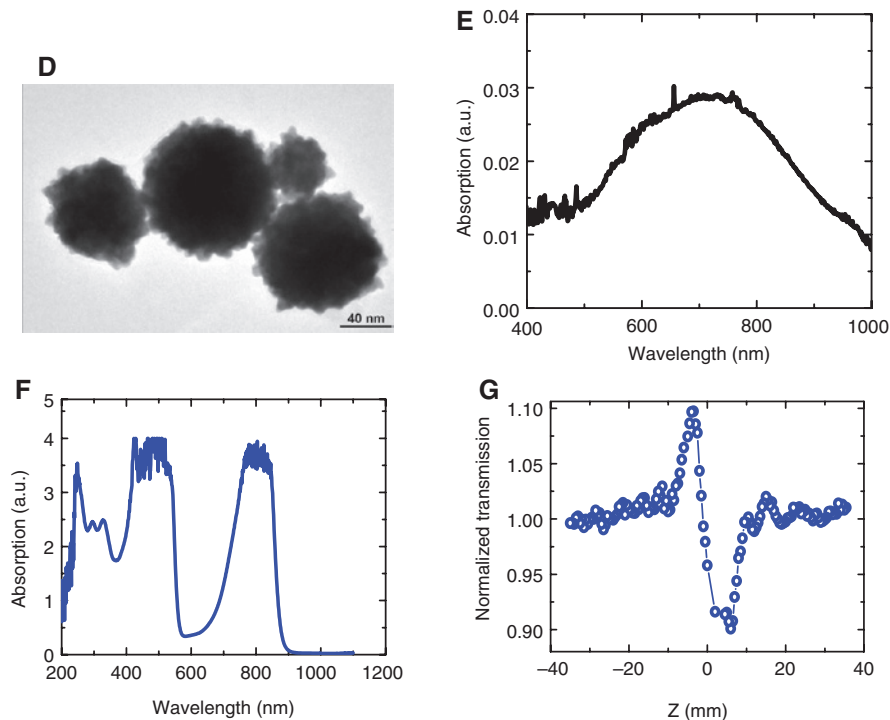 D
40 nm
E
Absorption (a.u.)
0.04
0.03
0.02
0.01
0.00
400 600 800 1000
Wavelength (nm)
F
Absorption (a.u.)
5
4
3
2
1
0
200 400 600 800 1000 1200
Wavelength (nm)
G
Normalized transmission
1.10
1.05
1.00
0.95
0.90
−40 −20 0 20 40
Z (mm)